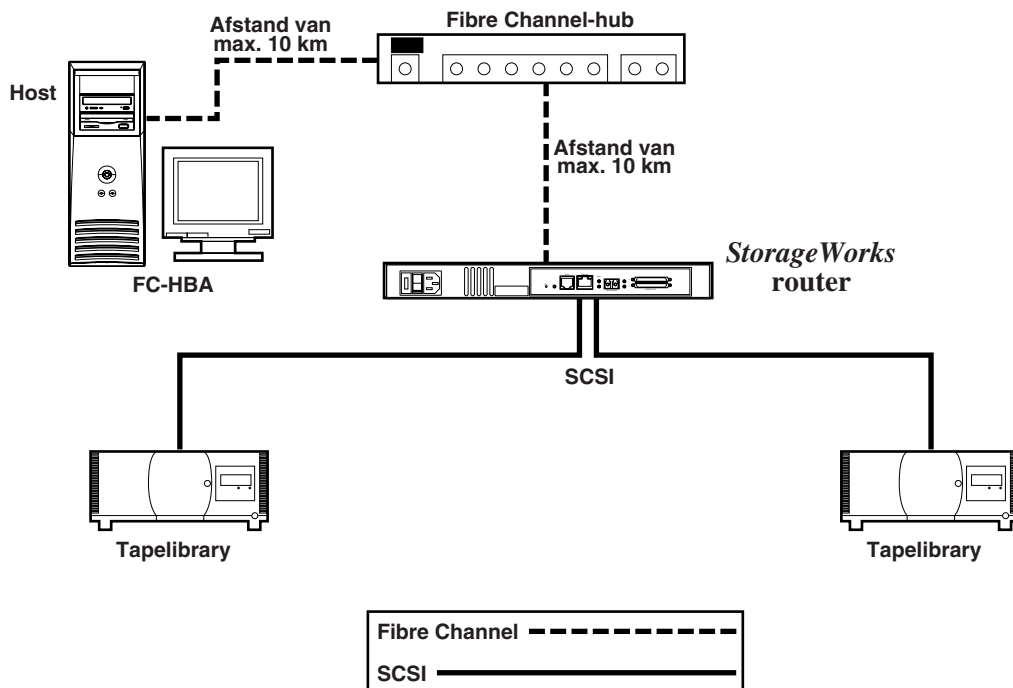 Afstand van
max. 10 km
Fibre Channel-hub
Host
Afstand van
max. 10 km
FC-HBA
StorageWorks
router
SCSI
Tapelibrary
Tapelibrary
Fibre Channel
SCSI